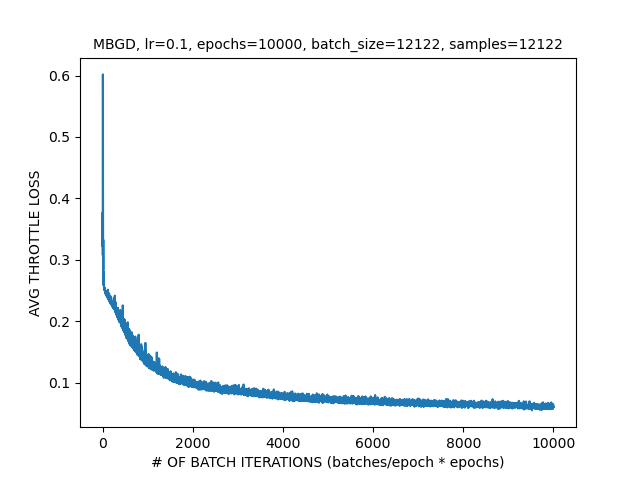 MBGD, lr=0.1, epochs=10000, batch_size=12122, samples=12122
0.6
0.5
0.4
0.3
0.2
0.1
AVG THROTTLE LOSS
0 2000 4000 6000 8000 10000
# OF BATCH ITERATIONS (batches/epoch * epochs)